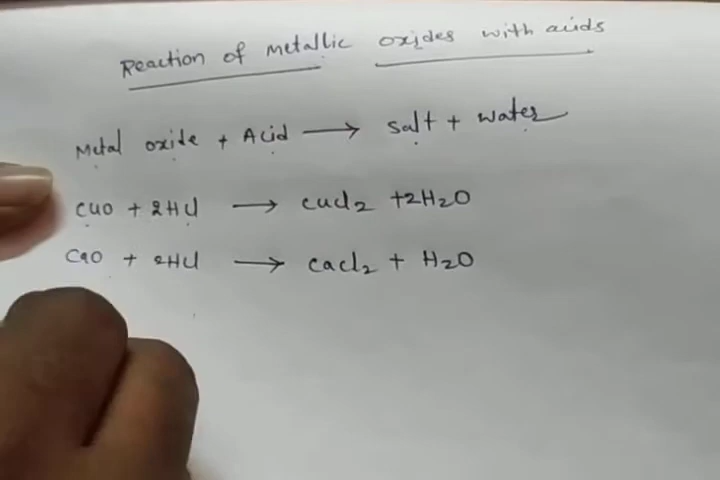 Reaction of metallic oxides with acids
Metal oxide + Acid → Salt + water
CuO + 2HCl → CuCl₂ + 2H₂O
CaO + 2HCl → CaCl₂ + H₂O